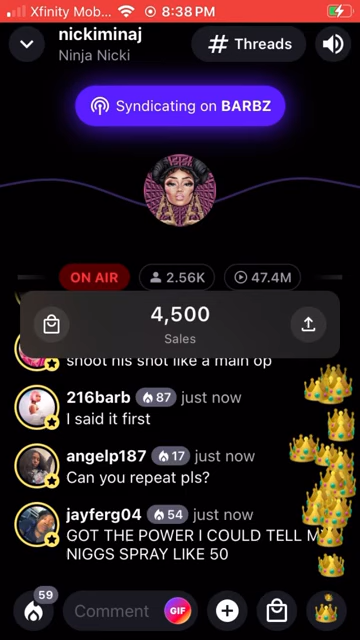 Xfinity Mob... 8:38 PM
nickiminaj
Ninja Nicki
# Threads
Syndicating on BARBZ
ON AIR 2.56K 47.4M
4,500
Sales
shoot his shot like a main op
216barb 87 just now
I said it first
angelp187 17 just now
Can you repeat pls?
jayferg04 54 just now
GOT THE POWER I COULD TELL M
NIGGS SPRAY LIKE 50
59
Comment GIF